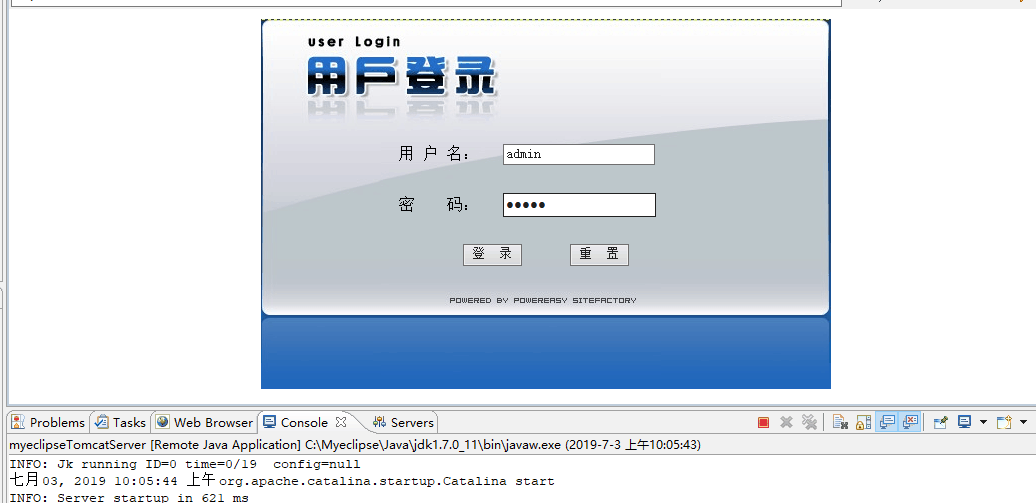 user Login
用戶登录
用 户 名： admin
密 码： ●●●●●
登 录 重 置
POWERED BY POWEREASY SITEFACTORY
Problems Tasks Web Browser Console Servers
myeclipseTomcatServer [Remote Java Application] C:\Myeclipse\Java\jdk1.7.0_11\bin\javaw.exe (2019-7-3 上午10:05:43)
INFO: Jk running ID=0 time=0/19  config=null
七月 03, 2019 10:05:44 上午 org.apache.catalina.startup.Catalina start
INFO: Server startup in 621 ms